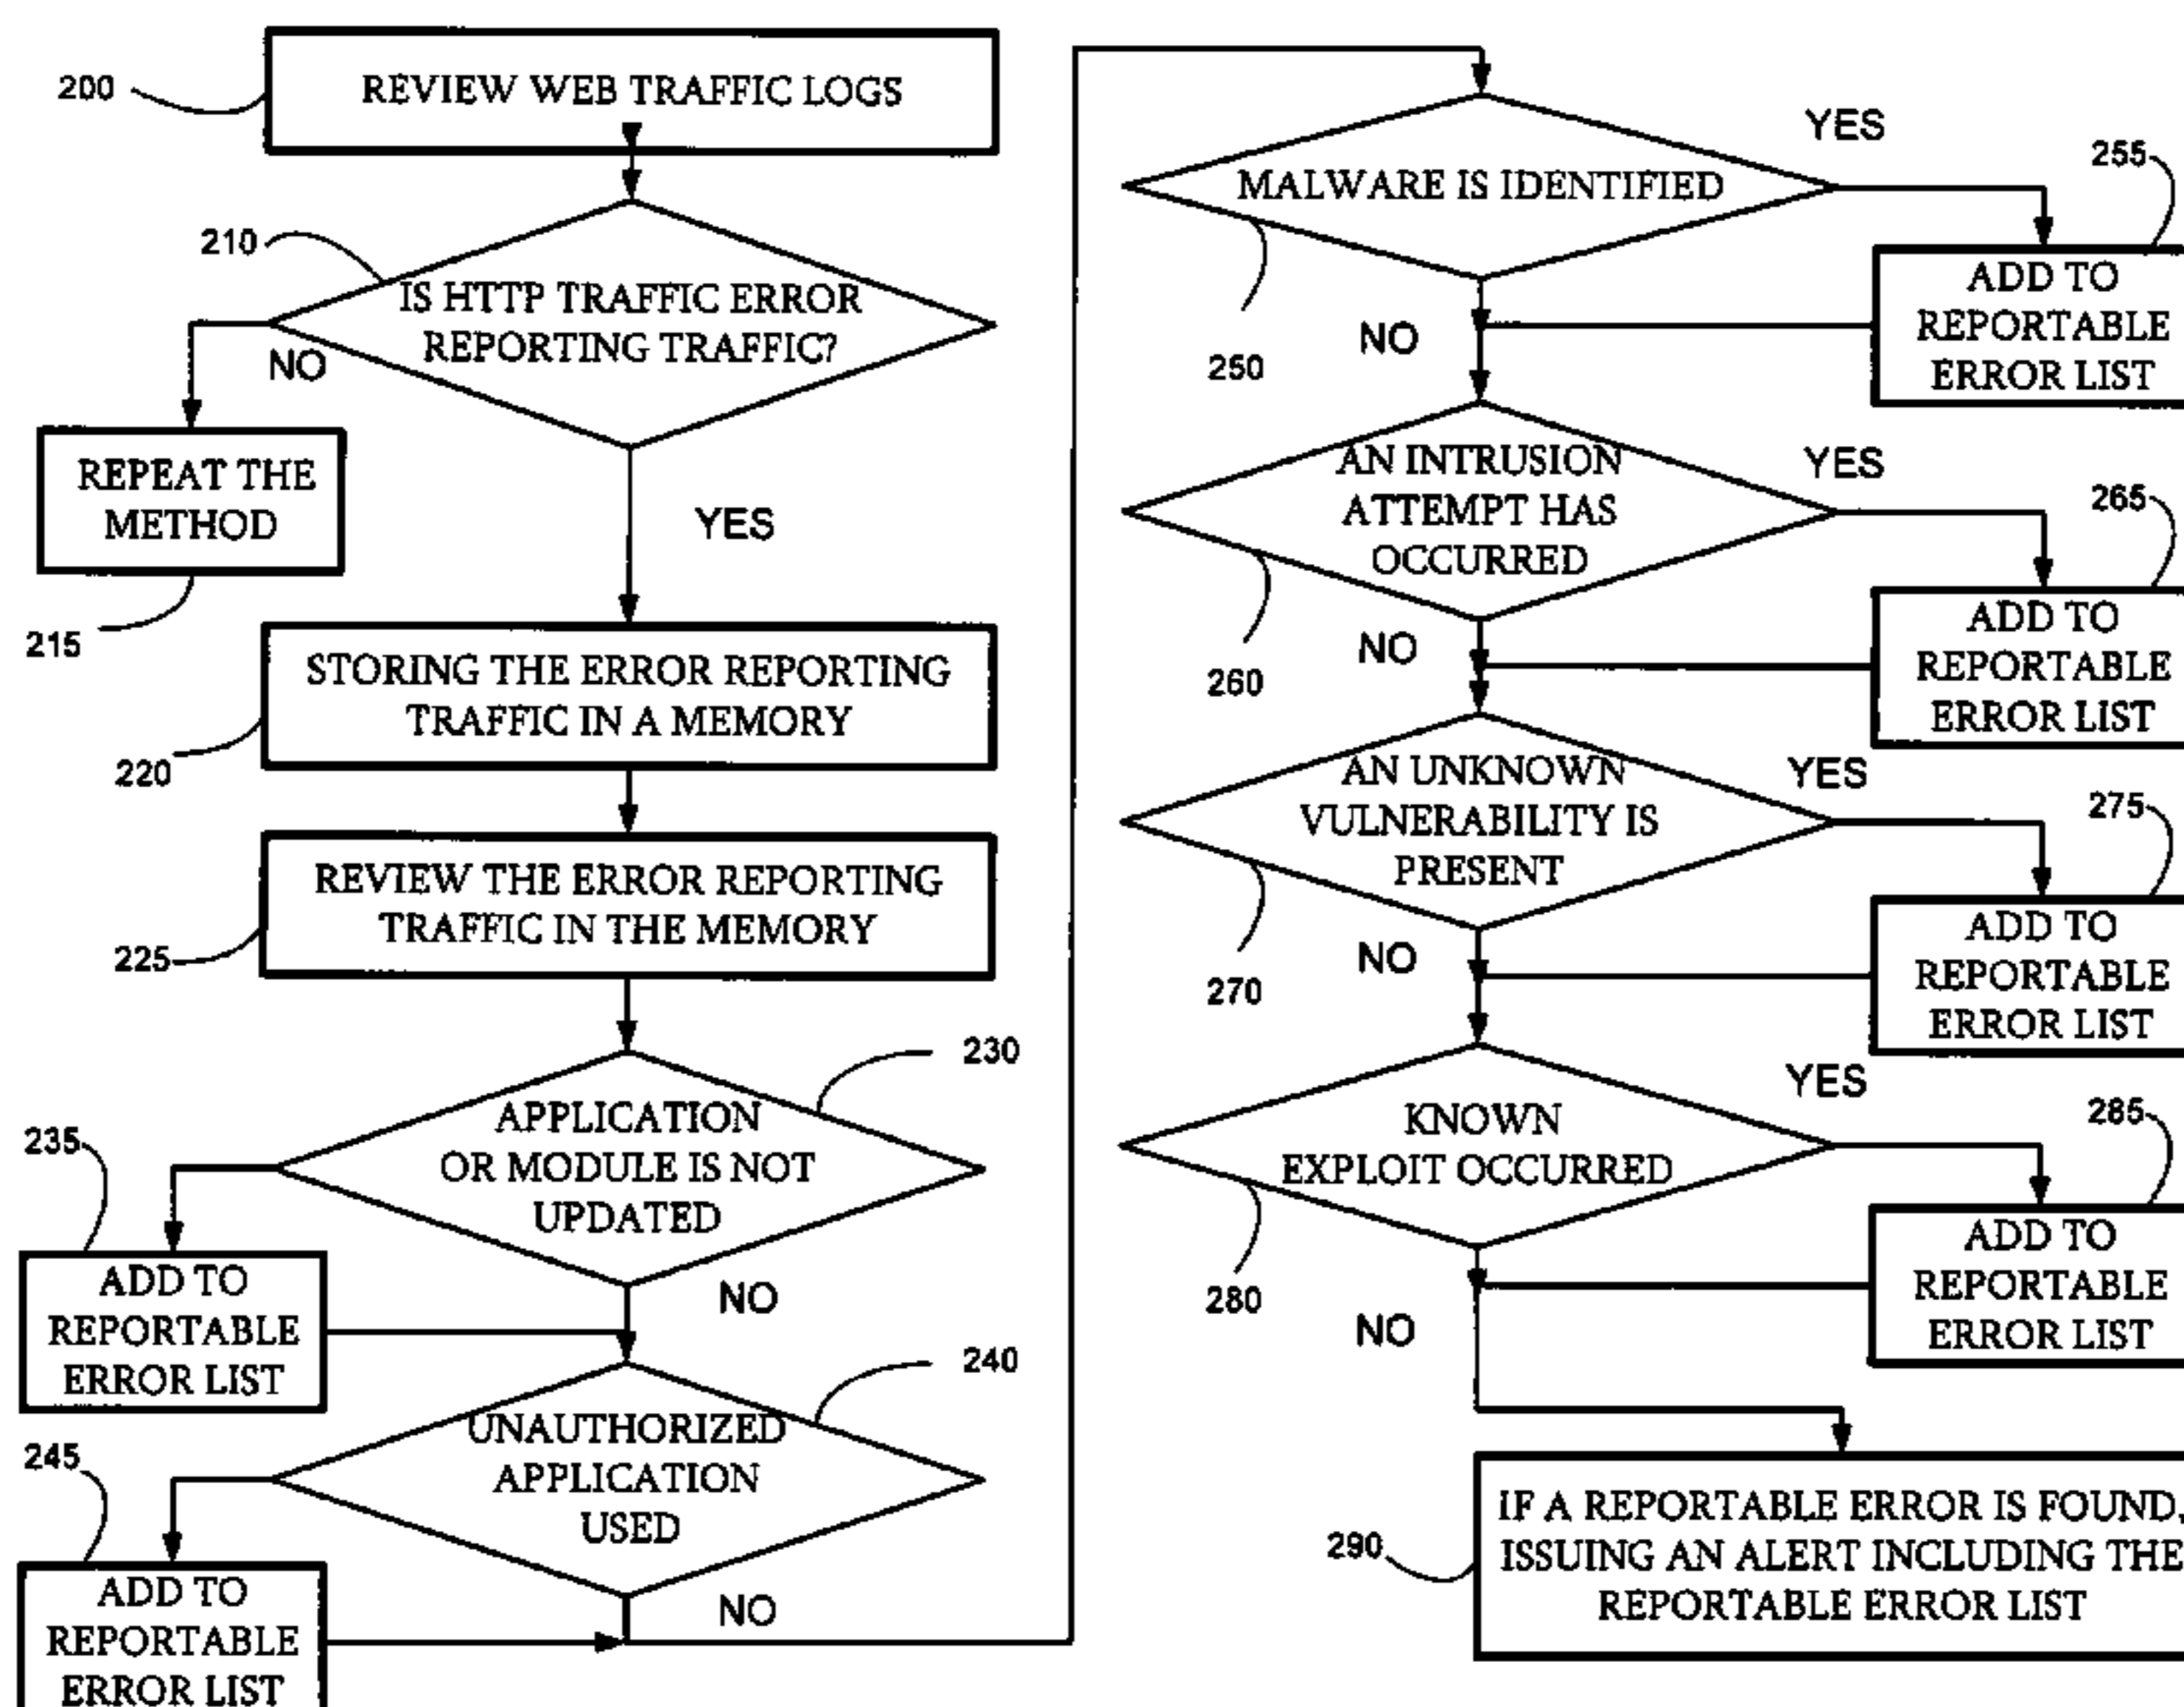 200
REVIEW WEB TRAFFIC LOGS
210
IS HTTP TRAFFIC ERROR
REPORTING TRAFFIC?
NO
REPEAT THE
METHOD
215
YES
STORING THE ERROR REPORTING
TRAFFIC IN A MEMORY
220
REVIEW THE ERROR REPORTING
TRAFFIC IN THE MEMORY
225
230
APPLICATION
OR MODULE IS NOT
UPDATED
235
ADD TO
REPORTABLE
ERROR LIST
NO
240
UNAUTHORIZED
APPLICATION
USED
245
ADD TO
REPORTABLE
ERROR LIST
NO
MALWARE IS IDENTIFIED
YES
255
ADD TO
REPORTABLE
ERROR LIST
250
NO
AN INTRUSION
ATTEMPT HAS
OCCURRED
YES
265
ADD TO
REPORTABLE
ERROR LIST
260
NO
AN UNKNOWN
VULNERABILITY IS
PRESENT
YES
275
ADD TO
REPORTABLE
ERROR LIST
270
NO
KNOWN
EXPLOIT OCCURRED
YES
285
ADD TO
REPORTABLE
ERROR LIST
280
NO
290
IF A REPORTABLE ERROR IS FOUND,
ISSUING AN ALERT INCLUDING THE
REPORTABLE ERROR LIST